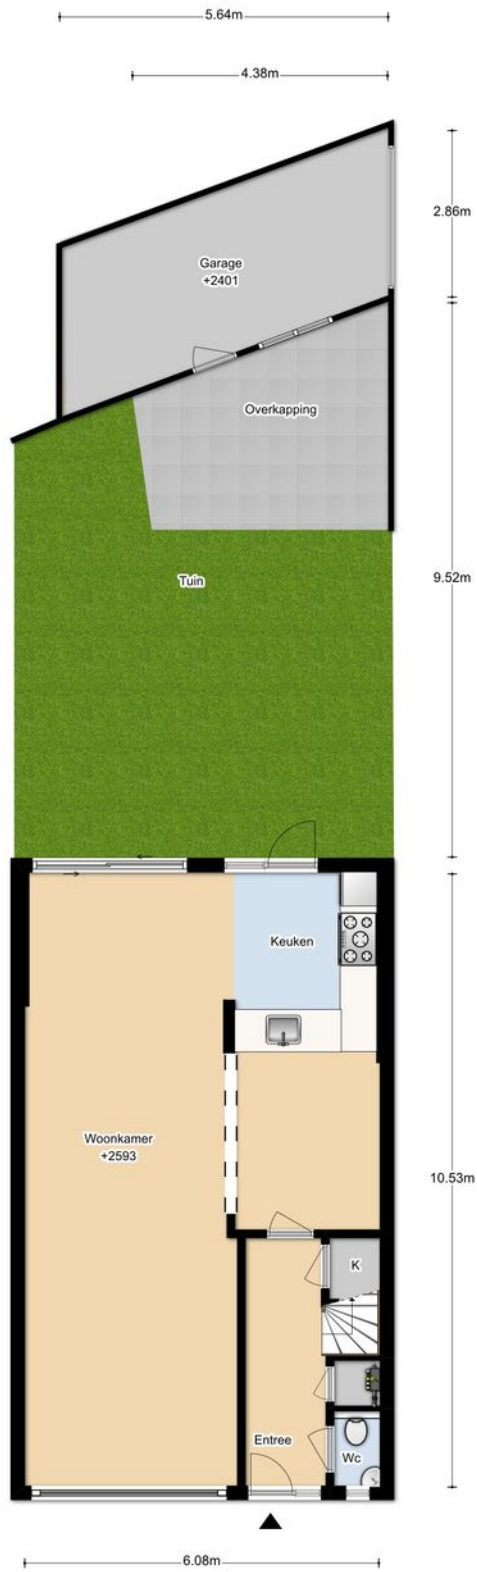 5.64m
4.38m
2.86m
Garage
+2401
Overkapping
9.52m
Tuin
Keuken
Woonkamer
+2593
10.53m
K
Entree
Wc
6.08m